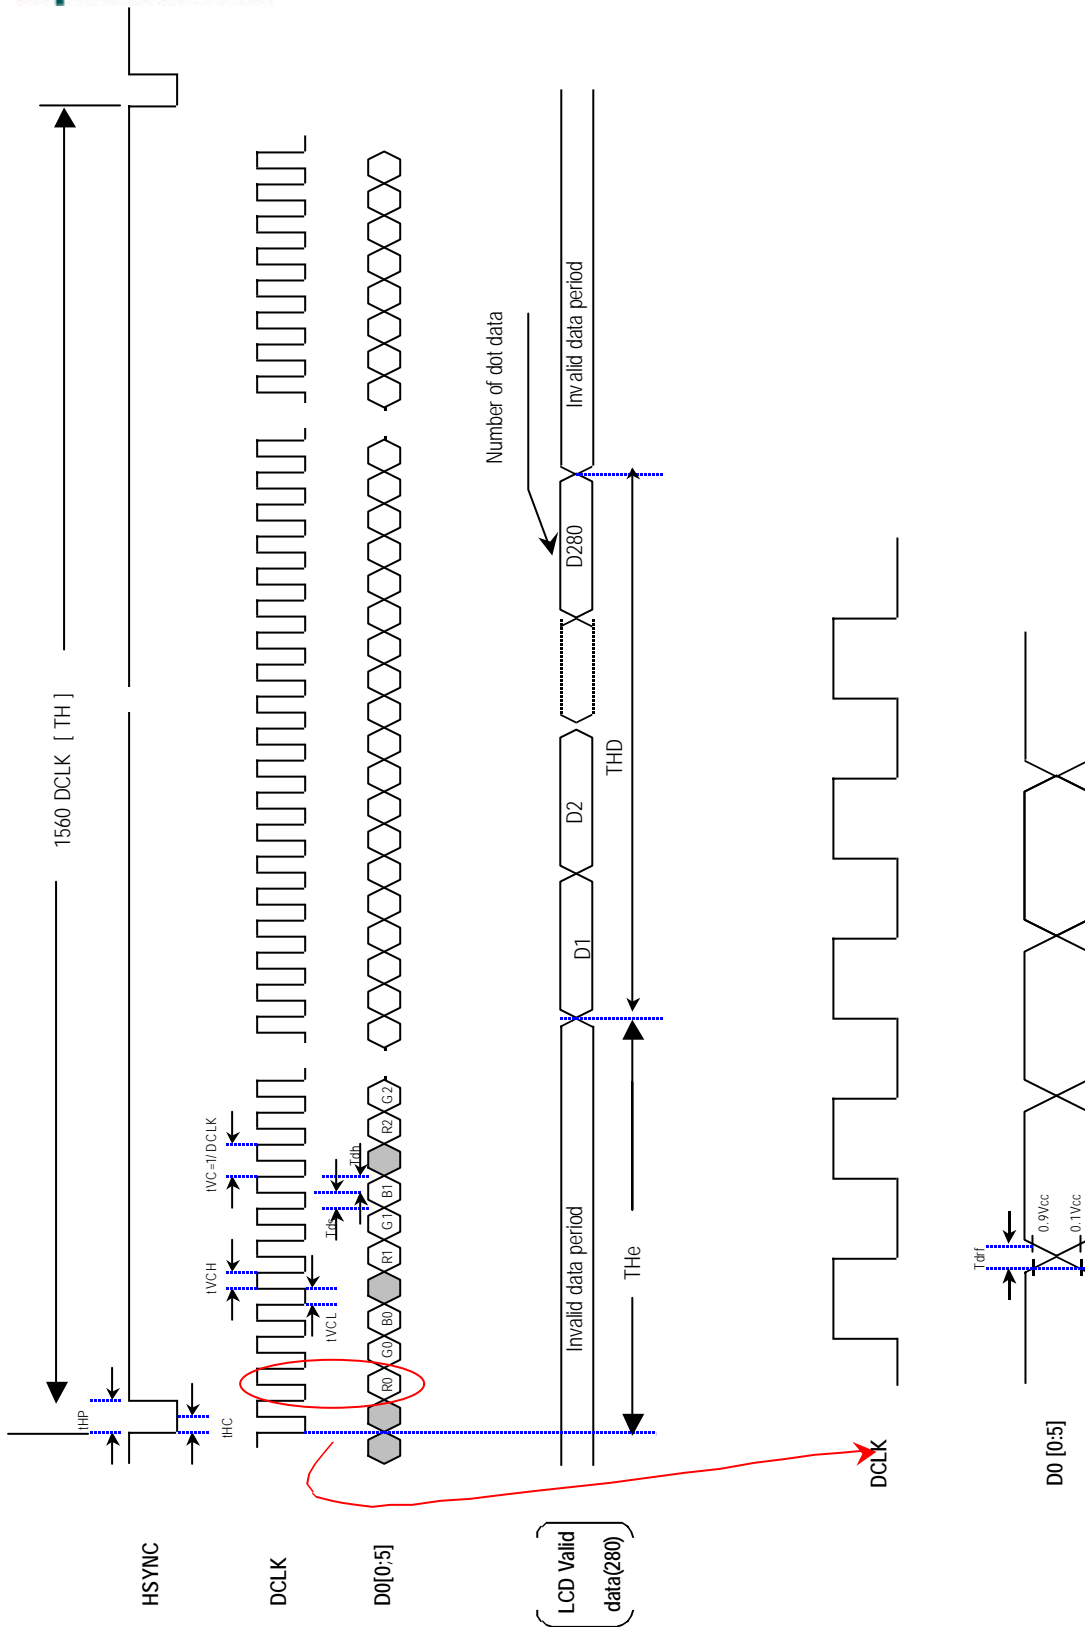 1560 DCLK [ TH ]
HSYNC
tHP
tHC
DCLK
tVCH
tVC=1/DCLK
tVCL
D0[0;5]
R0
G0
B0
R1
G1
B1
R2
G2
Tds
Tdh
Number of dot data
LCD Valid
data(280)
Invalid data period
D1
D2
D280
Invalid data period
THe
THD
DCLK
Tdrf
0.9Vcc
0.1Vcc
D0 [0:5]